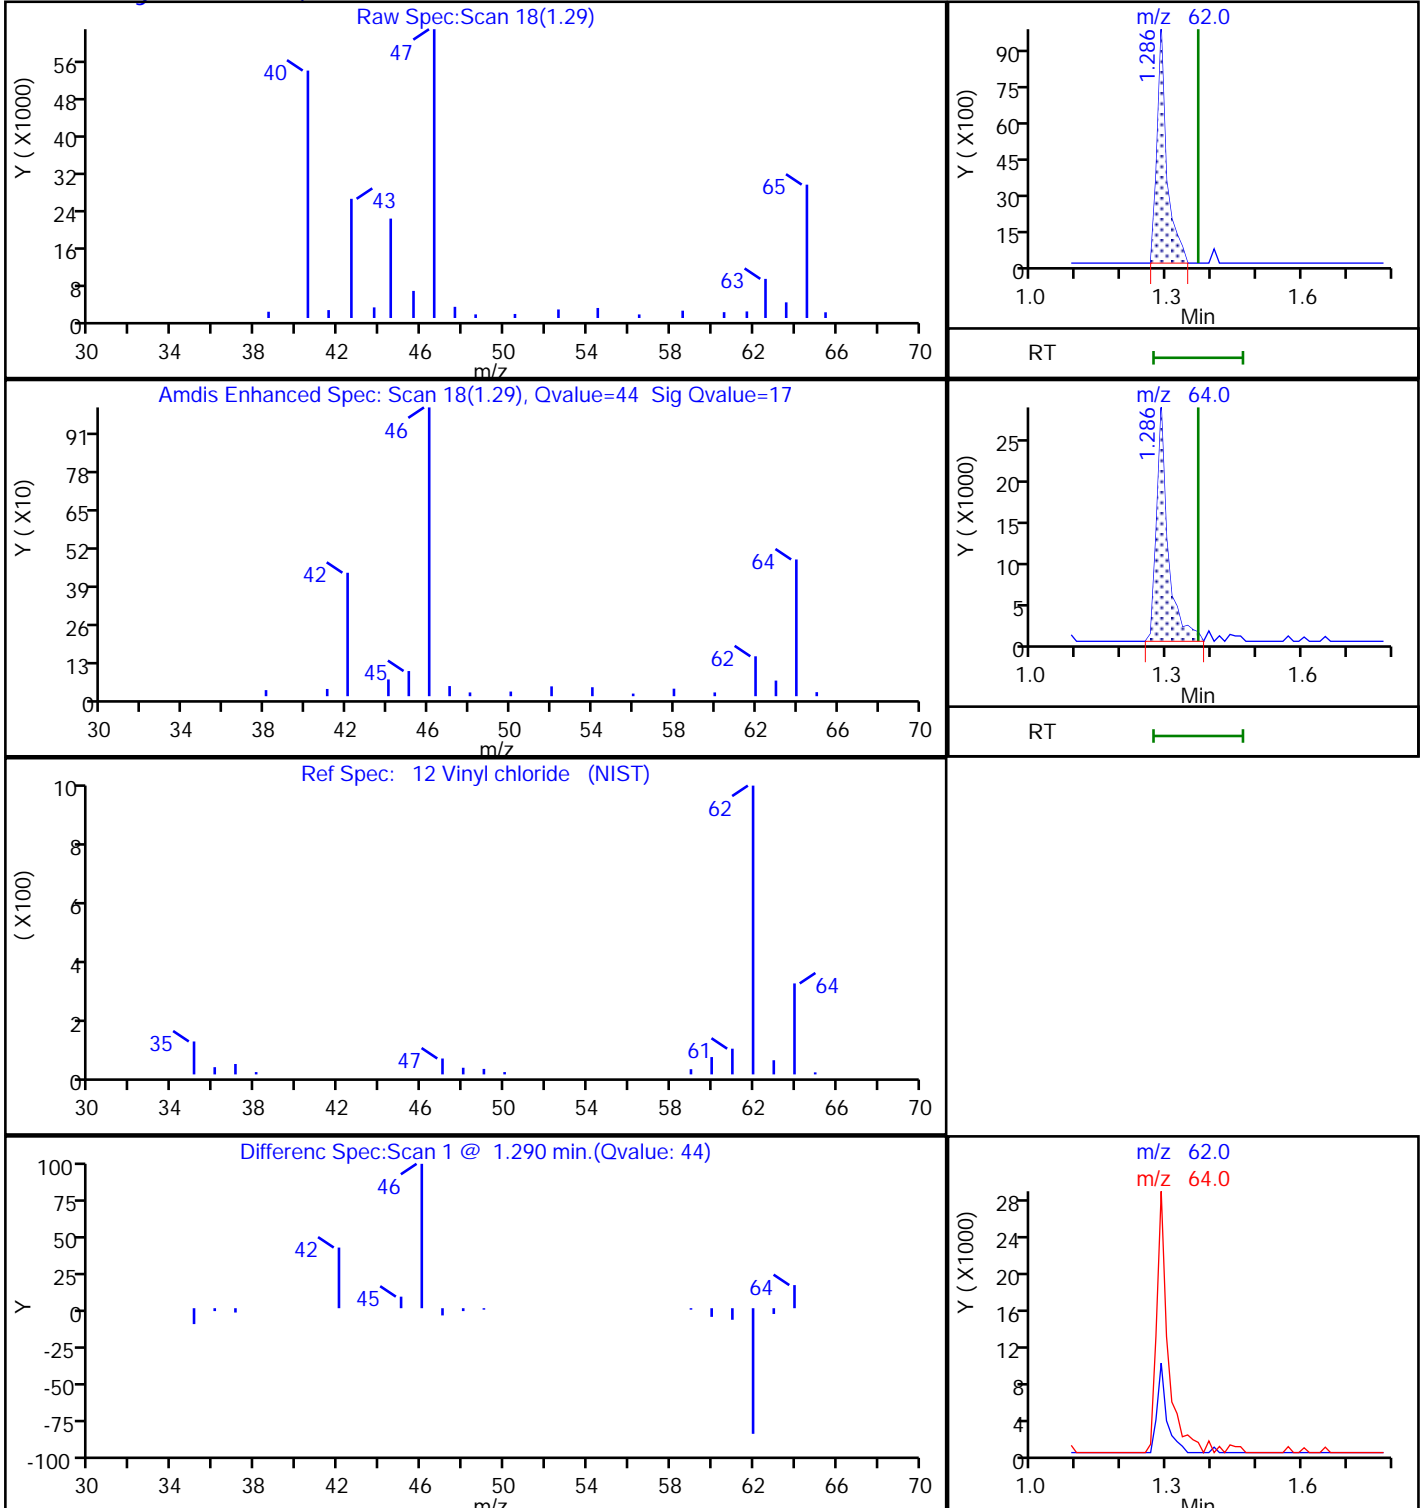 Raw Spec:Scan 18(1.29)
Y ( X1000)
56
48
40
32
24
16
8
0
40
43
47
63
65
30 34 38 42 46 50 54 58 62 66 70
m/z
m/z 62.0
Y ( X100)
90
75
60
45
30
15
0
1.286
1.0 1.3 1.6
Min
RT
Amdis Enhanced Spec: Scan 18(1.29), Qvalue=44 Sig Qvalue=17
Y ( X10)
91
78
65
52
39
26
13
0
42
45
46
62
64
30 34 38 42 46 50 54 58 62 66 70
m/z
m/z 64.0
Y ( X1000)
25
20
15
10
5
0
1.286
1.0 1.3 1.6
Min
RT
Ref Spec: 12 Vinyl chloride (NIST)
( X100)
10
8
6
4
2
0
35
47
61
62
64
30 34 38 42 46 50 54 58 62 66 70
Differenc Spec:Scan 1 @ 1.290 min.(Qvalue: 44)
Y
100
75
50
25
0
-25
-50
-75
-100
42
45
46
64
30 34 38 42 46 50 54 58 62 66 70
m/z
m/z 62.0
m/z 64.0
Y ( X1000)
28
24
20
16
12
8
4
0
1.0 1.3 1.6
Min